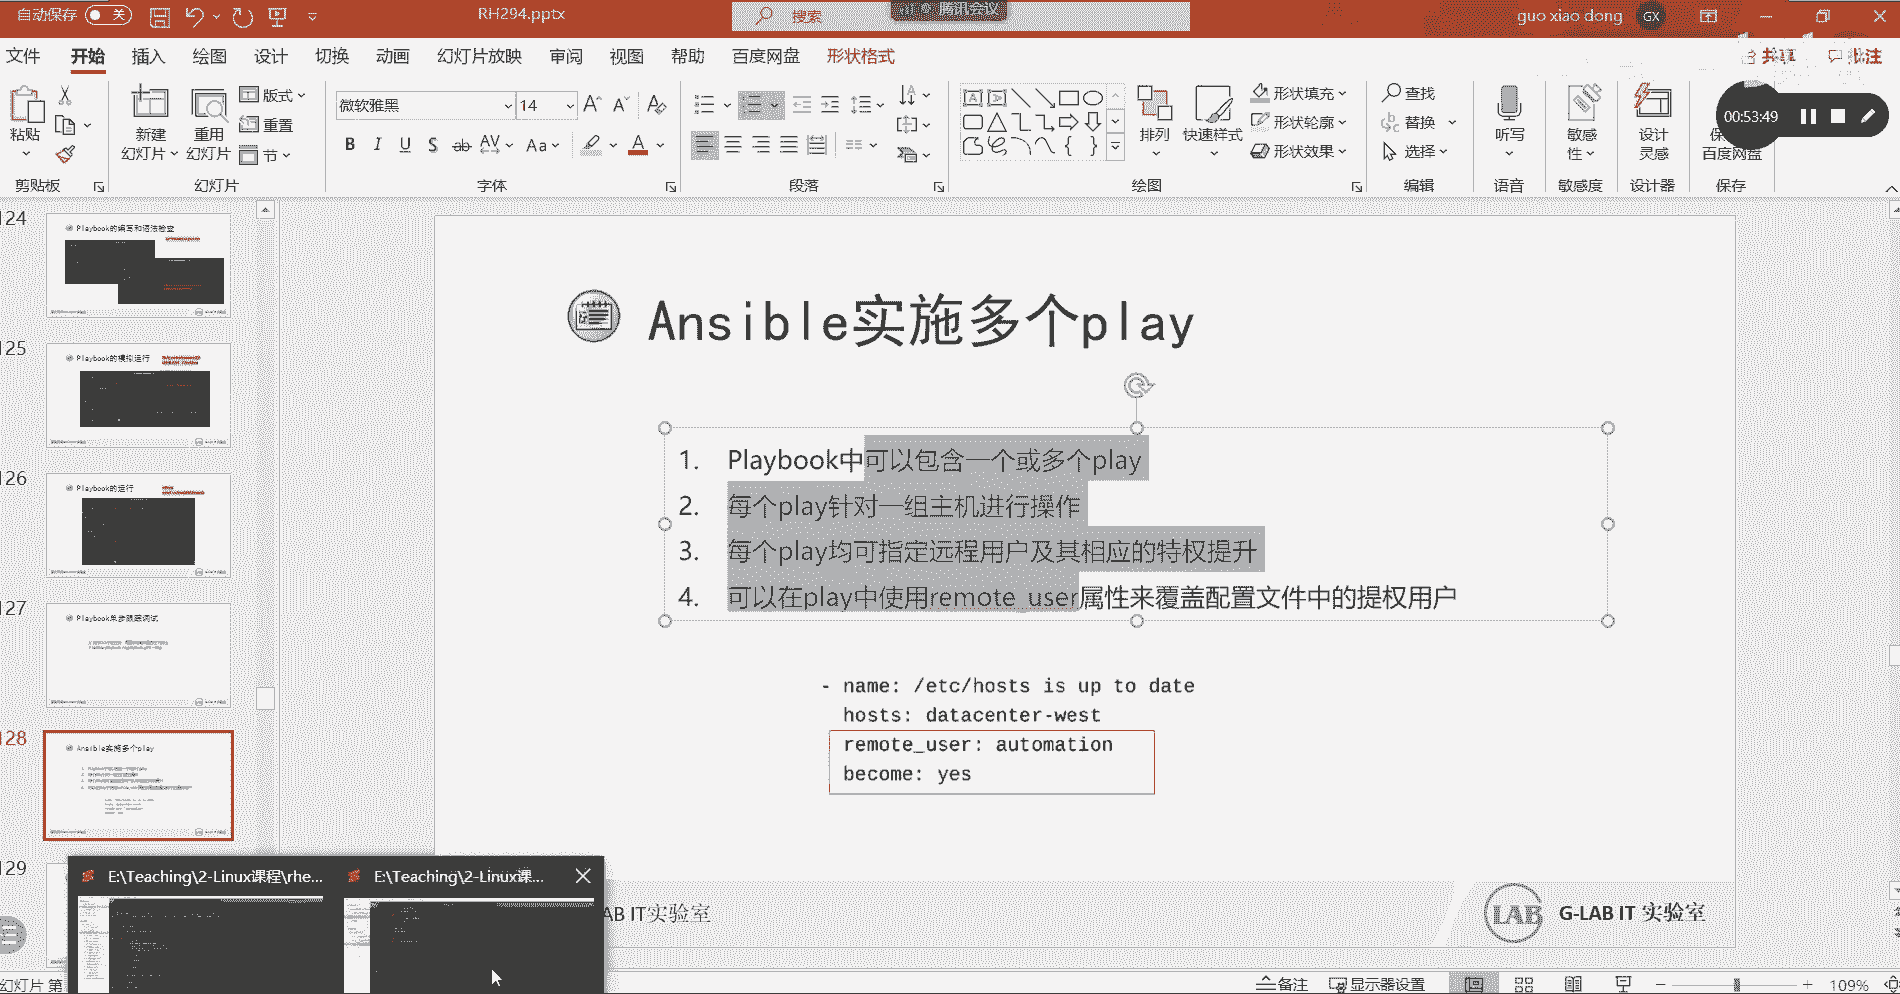 自动保存 关
RH294.pptx
搜索
腾讯会议
guo xiao dong GX
文件 开始 插入 绘图 设计 切换 动画 幻灯片放映 审阅 视图 帮助 百度网盘 形状格式
共享 批注
粘贴
新建
幻灯片
重用
幻灯片
版式
重置
节
微软雅黑 14
B I U S ab AV Aa A
排列
快速样式
形状填充
形状轮廓
形状效果
查找
替换
选择
听写
敏感
性
设计
灵感
百度网盘
00:53:49
剪贴板 幻灯片 字体 段落 绘图 编辑 语音 敏感度 设计器 保存
124
Playbook的编写和语法检查
125
Playbook的模拟运行
126
Playbook的运行
127
Playbook单步跟踪调试
128
Ansible实施多个play
129
Ansible实施多个play
1. Playbook中可以包含一个或多个play
2. 每个play针对一组主机进行操作
3. 每个play均可指定远程用户及其相应的特权提升
4. 可以在play中使用remote_user属性来覆盖配置文件中的提权用户
- name: /etc/hosts is up to date
hosts: datacenter-west
remote_user: automation
become: yes
E:\Teaching\2-Linux课程\rhe...
E:\Teaching\2-Linux课...
AB IT实验室
LAB
G-LAB IT 实验室
幻灯片 第
备注 显示器设置
109%